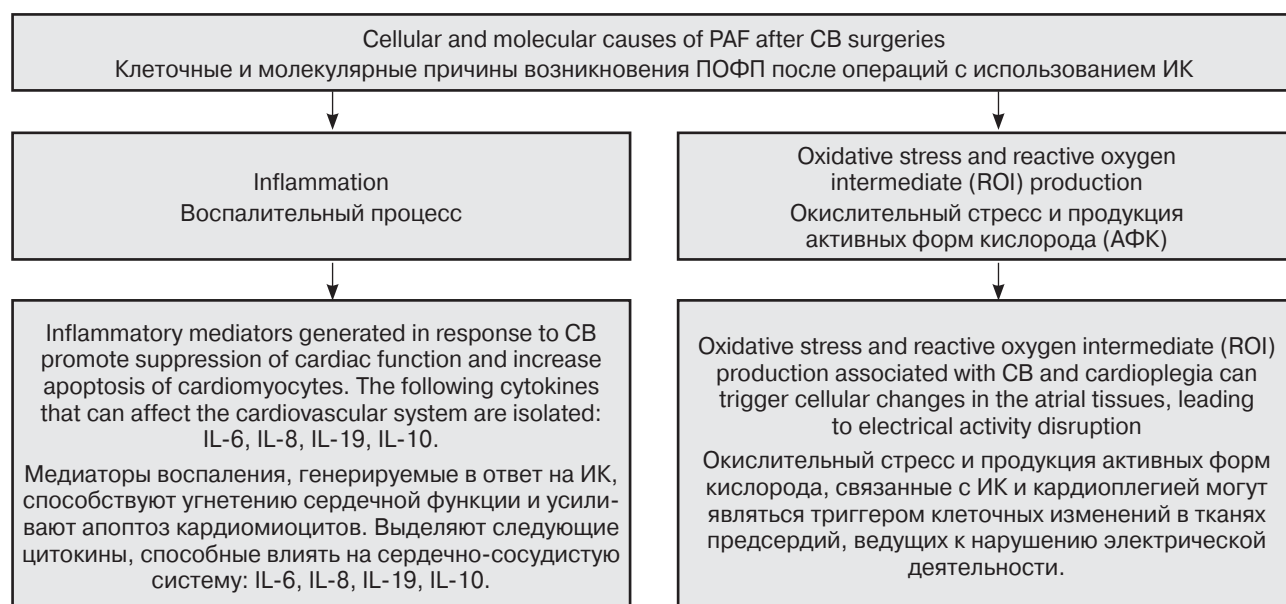 Cellular and molecular causes of PAF after CB surgeries
Клеточные и молекулярные причины возникновения ПОФП после операций с использованием ИК
Inflammation
Воспалительный процесс
Oxidative stress and reactive oxygen
intermediate (ROI) production
Окислительный стресс и продукция
активных форм кислорода (АФК)
Inflammatory mediators generated in response to CB
promote suppression of cardiac function and increase
apoptosis of cardiomyocytes. The following cytokines
that can affect the cardiovascular system are isolated:
IL-6, IL-8, IL-19, IL-10.
Медиаторы воспаления, генерируемые в ответ на ИК,
способствуют угнетению сердечной функции и усили-
вают апоптоз кардиомиоцитов. Выделяют следующие
цитокины, способные влиять на сердечно-сосудистую
систему: IL-6, IL-8, IL-19, IL-10.
Oxidative stress and reactive oxygen intermediate (ROI)
production associated with CB and cardioplegia can
trigger cellular changes in the atrial tissues, leading
to electrical activity disruption
Окислительный стресс и продукция активных форм
кислорода, связанные с ИК и кардиоплегией могут
являться триггером клеточных изменений в тканях
предсердий, ведущих к нарушению электрической
деятельности.